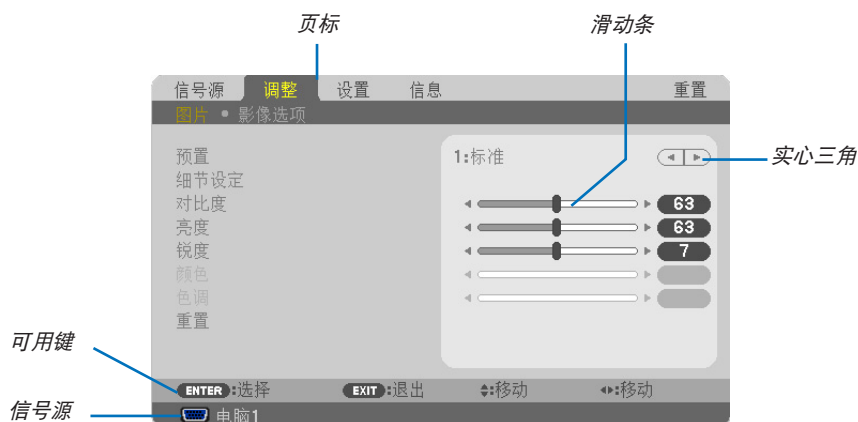 页标
滑动条
信号源 调整 设置 信息 重置
图片 • 影像选项
预置 1:标准
实心三角
细节设定
对比度 63
亮度 63
锐度 7
颜色
色调
重置
可用键
ENTER:选择 EXIT:退出 :移动 :移动
信号源
电脑1